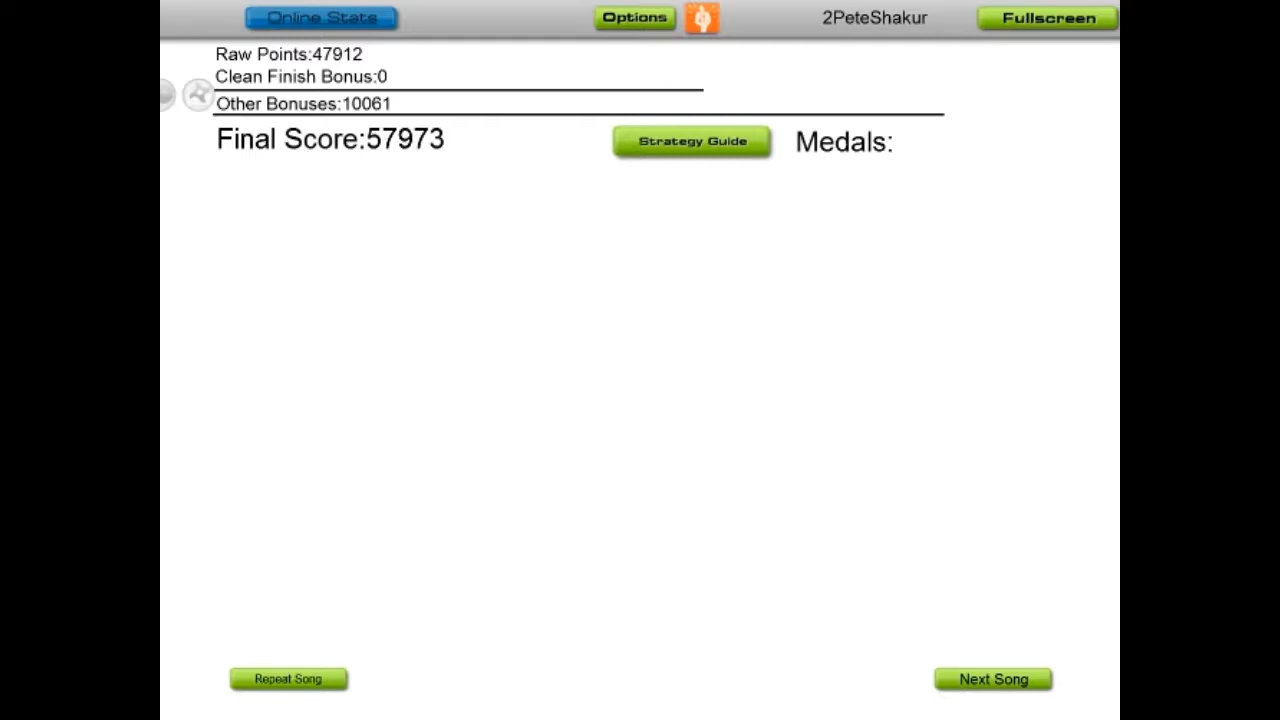 Online Stats
Options
2PeteShakur
Fullscreen
Raw Points:47912
Clean Finish Bonus:0
Other Bonuses:10061
Final Score:57973
Strategy Guide
Medals:
Repeat Song
Next Song